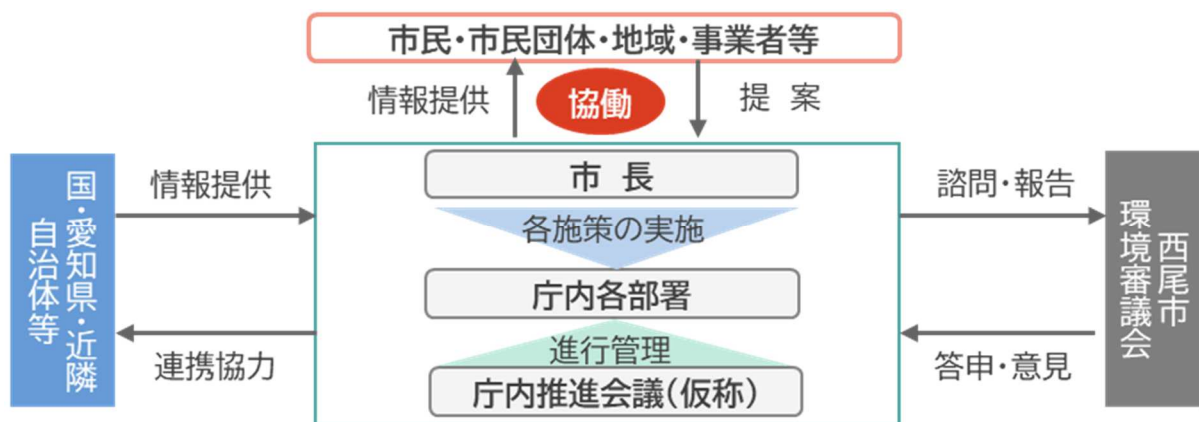 市民・市民団体・地域・事業者等
情報提供
協働
提 案
国・愛知県・近隣
自治体等
情報提供
連携協力
市 長
各施策の実施
庁内各部署
進行管理
庁内推進会議(仮称)
諮問・報告
答申・意見
西尾市
環境審議会